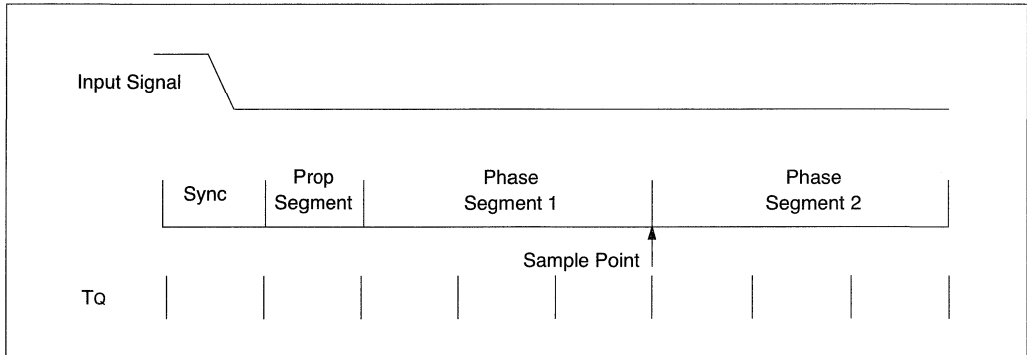 Input Signal
Sync
Prop
Segment
Phase
Segment 1
Phase
Segment 2
Sample Point
TQ